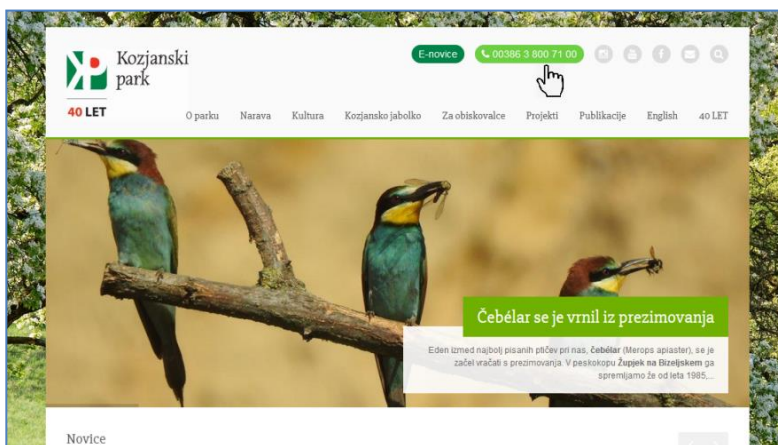 Kozjanski
park
40 LET
E-novice
00386 3 800 71 00
O parku Narava Kultura Kozjansko jabolko Za obiskovalce Projekti Publikacije English 40 LET
Čebélar se je vrnil iz prezimovanja
Eden izmed najbolj pisanih ptičev pri nas, čebélar (Merops apiaster), se je
začel vračati s prezimovanja. V peskokopu Župjek na Bizeljskem ga
spremljamo že od leta 1985,...
Novice